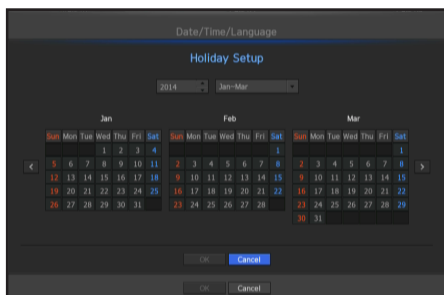 Date/Time/Language
Holiday Setup
2014 Jan~Mar
Jan Feb Mar
Sun Mon Tue Wed Thu Fri Sat Sun Mon Tue Wed Thu Fri Sat Sun Mon Tue Wed Thu Fri Sat
1 2 3 4 1 1
5 6 7 8 9 10 11 2 3 4 5 6 7 8 2 3 4 5 6 7 8
12 13 14 15 16 17 18 9 10 11 12 13 14 15 9 10 11 12 13 14 15
19 20 21 22 23 24 25 16 17 18 19 20 21 22 16 17 18 19 20 21 22
26 27 28 29 30 31 23 24 25 26 27 28 23 24 25 26 27 28 29
30 31
OK Cancel
OK Cancel